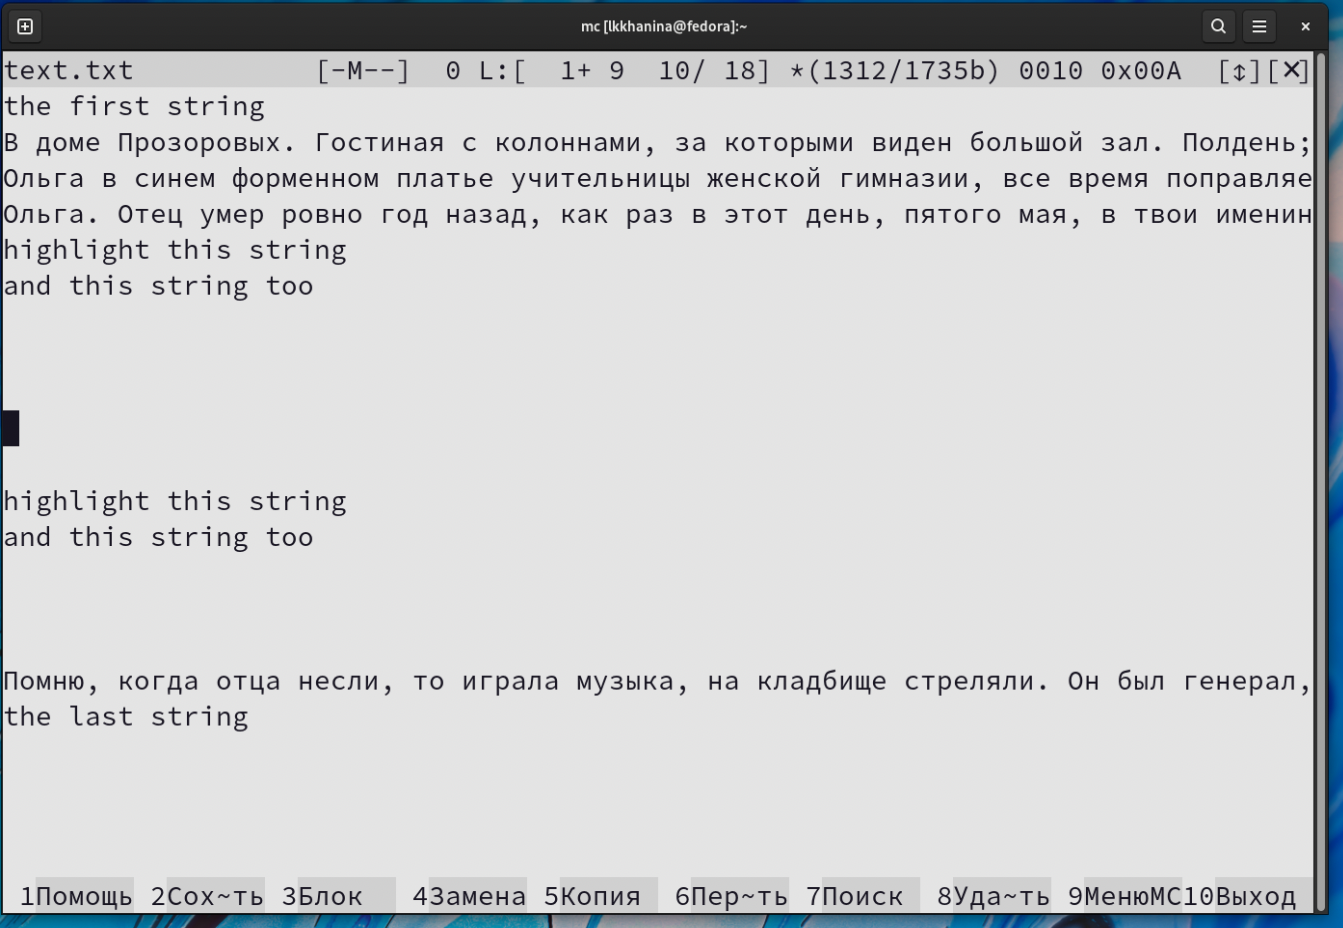 mc [lkkhanina@fedora]:~
text.txt [-M--] 0 L:[ 1+ 9 10/ 18] *(1312/1735b) 0010 0x00A [↕][✕]
the first string
В доме Прозоровых. Гостиная с колоннами, за которыми виден большой зал. Полдень;
Ольга в синем форменном платье учительницы женской гимназии, все время поправляе
Ольга. Отец умер ровно год назад, как раз в этот день, пятого мая, в твои именин
highlight this string
and this string too
highlight this string
and this string too
Помню, когда отца несли, то играла музыка, на кладбище стреляли. Он был генерал,
the last string
1Помощь 2Сох~ть 3Блок 4Замена 5Копия 6Пер~ть 7Поиск 8Уда~ть 9МенюMC10Выход